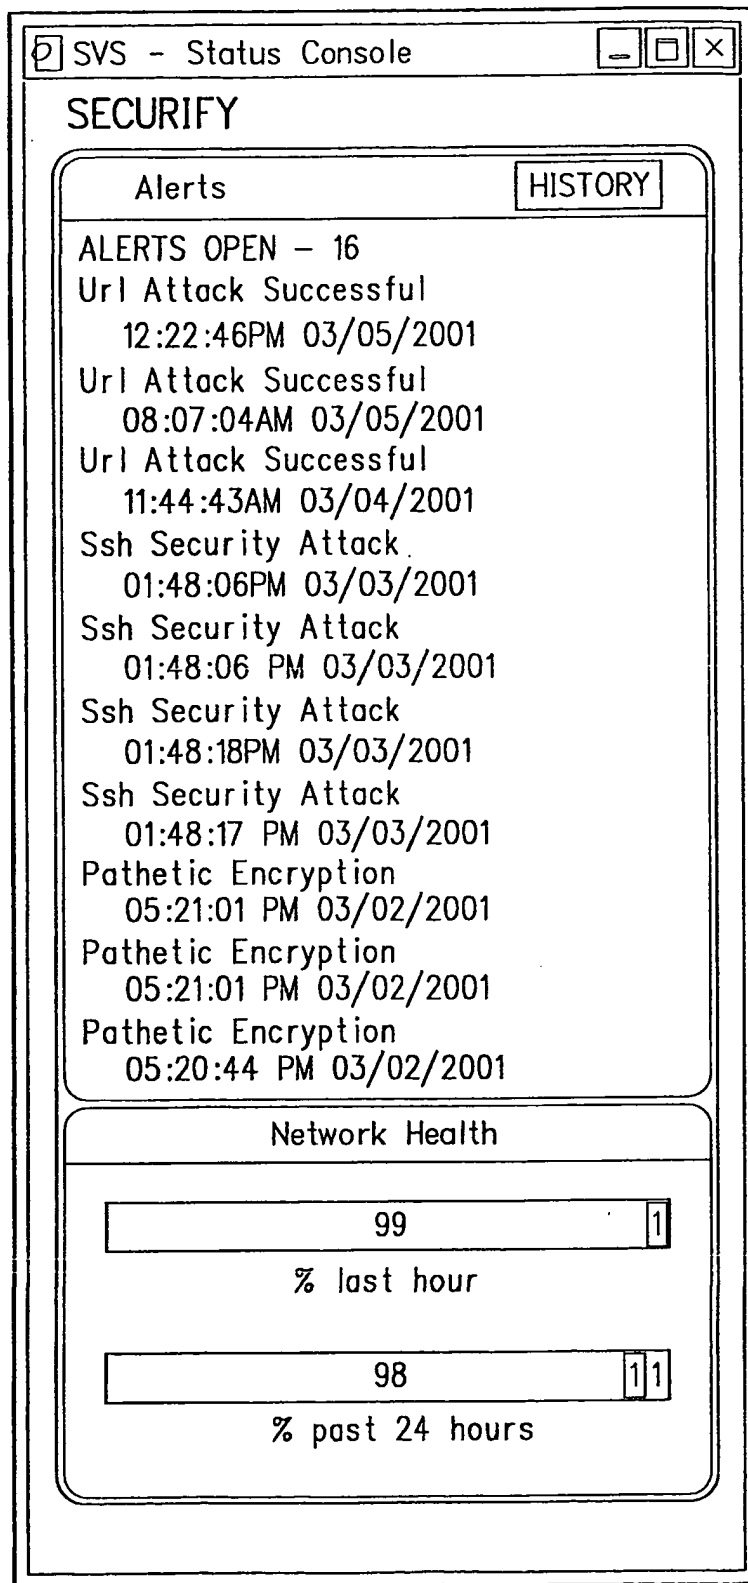 SVS - Status Console
SECURIFY
Alerts HISTORY
ALERTS OPEN - 16
Url Attack Successful
12:22:46PM 03/05/2001
Url Attack Successful
08:07:04AM 03/05/2001
Url Attack Successful
11:44:43AM 03/04/2001
Ssh Security Attack
01:48:06PM 03/03/2001
Ssh Security Attack
01:48:06 PM 03/03/2001
Ssh Security Attack
01:48:18PM 03/03/2001
Ssh Security Attack
01:48:17 PM 03/03/2001
Pathetic Encryption
05:21:01 PM 03/02/2001
Pathetic Encryption
05:21:01 PM 03/02/2001
Pathetic Encryption
05:20:44 PM 03/02/2001
Network Health
99 1
% last hour
98 1 1
% past 24 hours